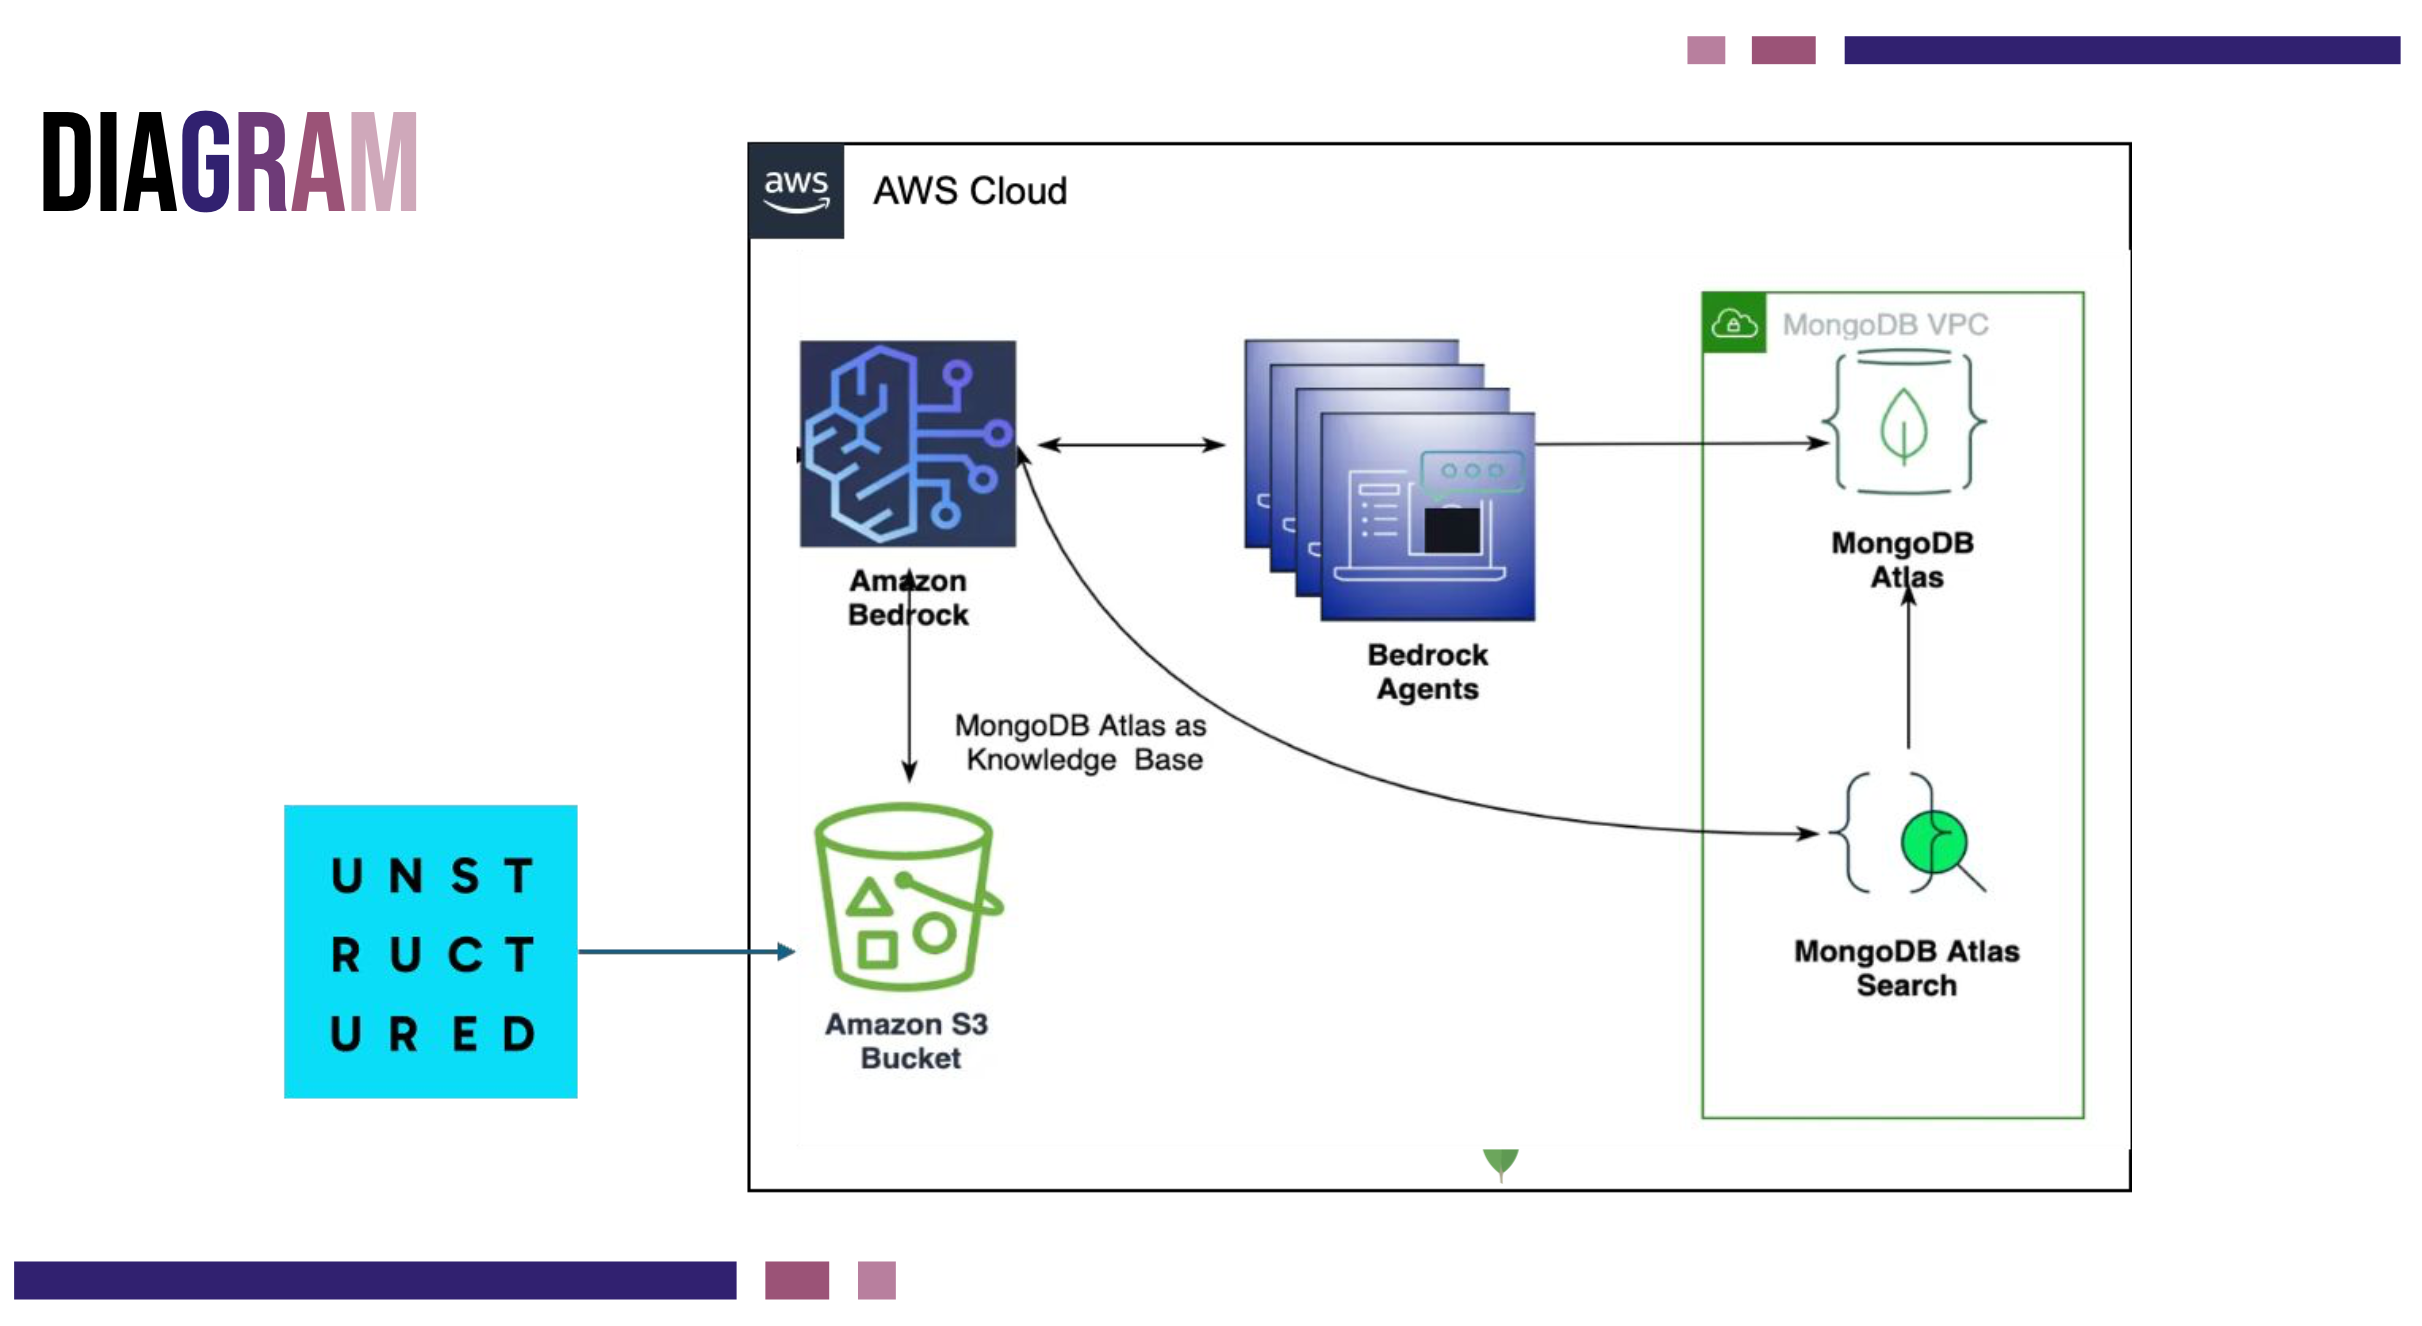 DIAGRAM
aws
AWS Cloud
MongoDB VPC
MongoDB
Atlas
Amazon
Bedrock
Bedrock
Agents
MongoDB Atlas as
Knowledge Base
UNST
RUCT
URED
MongoDB Atlas
Search
Amazon S3
Bucket